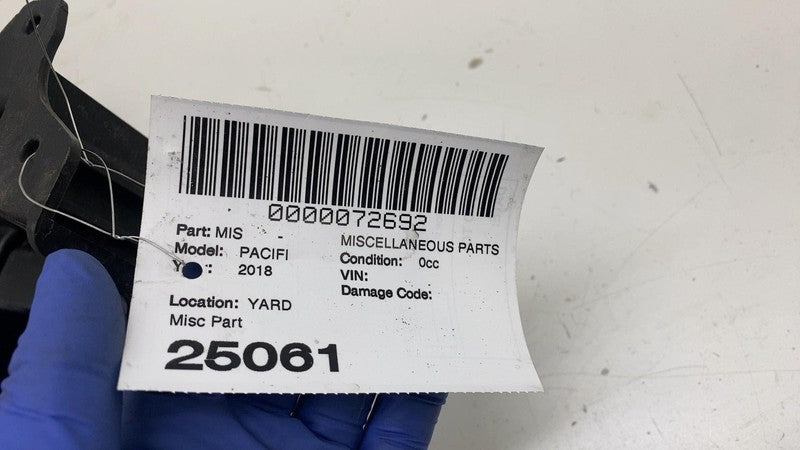 0000072692
Part: MIS - MISCELLANEOUS PARTS
Model: PACIFI Condition: 0cc
: 2018 VIN:
Damage Code:
Location: YARD
Misc Part
25061